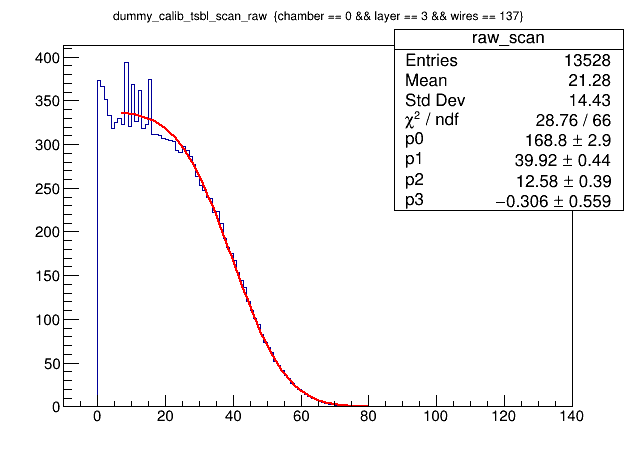 dummy_calib_tsbl_scan_raw {chamber == 0 && layer == 3 && wires == 137}
raw_scan
Entries 13528
Mean 21.28
Std Dev 14.43
χ² / ndf 28.76 / 66
p0 168.8 ± 2.9
p1 39.92 ± 0.44
p2 12.58 ± 0.39
p3 −0.306 ± 0.559
400
350
300
250
200
150
100
50
0
0 20 40 60 80 100 120 140